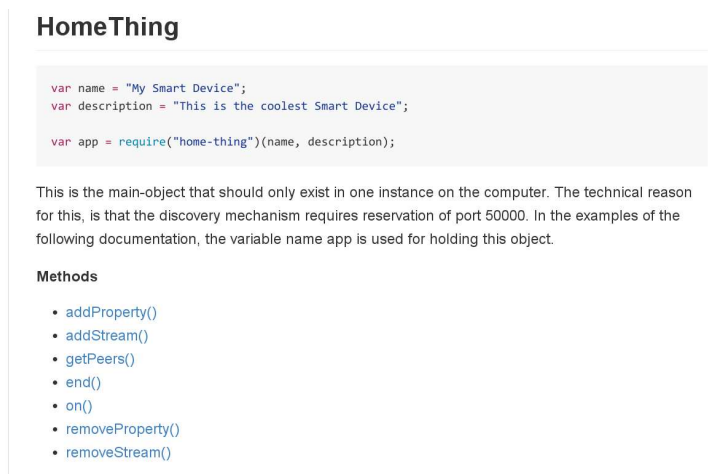 HomeThing
var name = "My Smart Device";
var description = "This is the coolest Smart Device";
var app = require("home-thing")(name, description);
This is the main-object that should only exist in one instance on the computer. The technical reason
for this, is that the discovery mechanism requires reservation of port 50000. In the examples of the
following documentation, the variable name app is used for holding this object.
Methods
• addProperty()
• addStream()
• getPeers()
• end()
• on()
• removeProperty()
• removeStream()